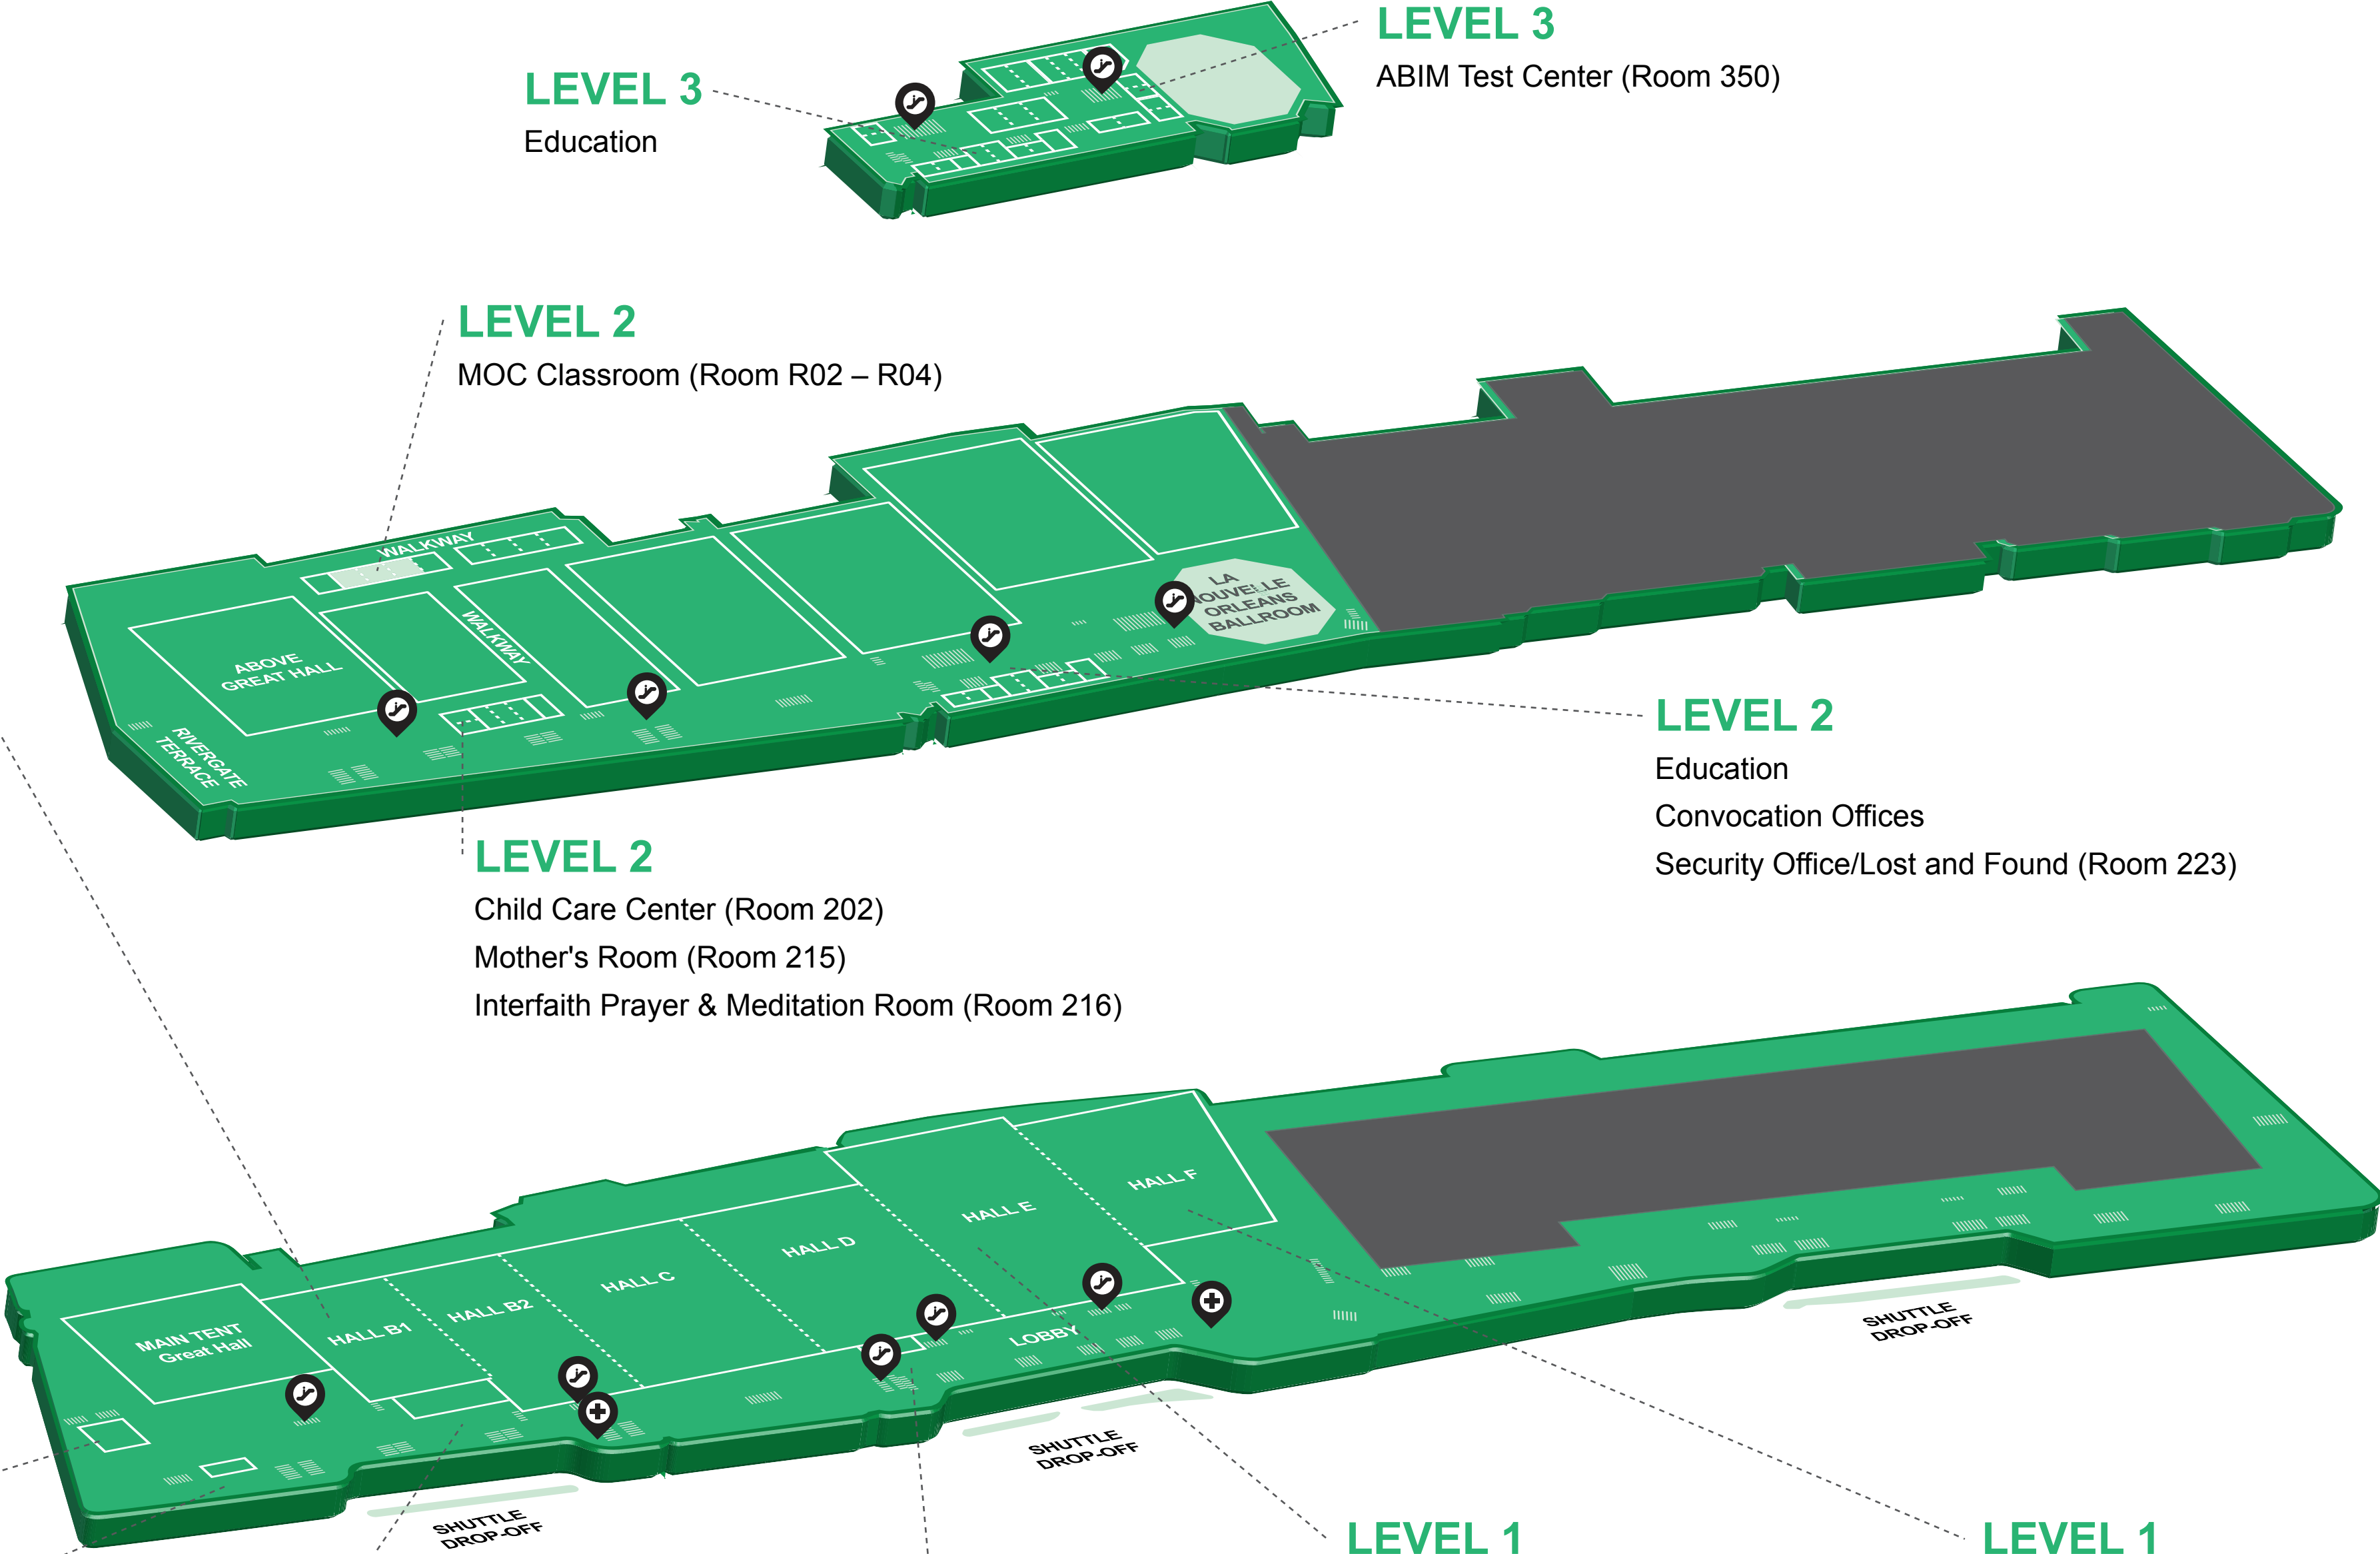 LEVEL 3
ABIM Test Center (Room 350)
LEVEL 3
Education
LEVEL 2
MOC Classroom (Room R02 – R04)
WALKWAY
WALKWAY
ABOVE
GREAT HALL
RIVERGATE
TERRACE
LA
NOUVELLE
ORLEANS
BALLROOM
LEVEL 2
Education
Convocation Offices
Security Office/Lost and Found (Room 223)
LEVEL 2
Child Care Center (Room 202)
Mother's Room (Room 215)
Interfaith Prayer & Meditation Room (Room 216)
MAIN TENT
Great Hall
HALL B1
HALL B2
HALL C
HALL D
HALL E
HALL F
LOBBY
SHUTTLE
DROP-OFF
SHUTTLE
DROP-OFF
SHUTTLE
DROP-OFF
LEVEL 1
LEVEL 1